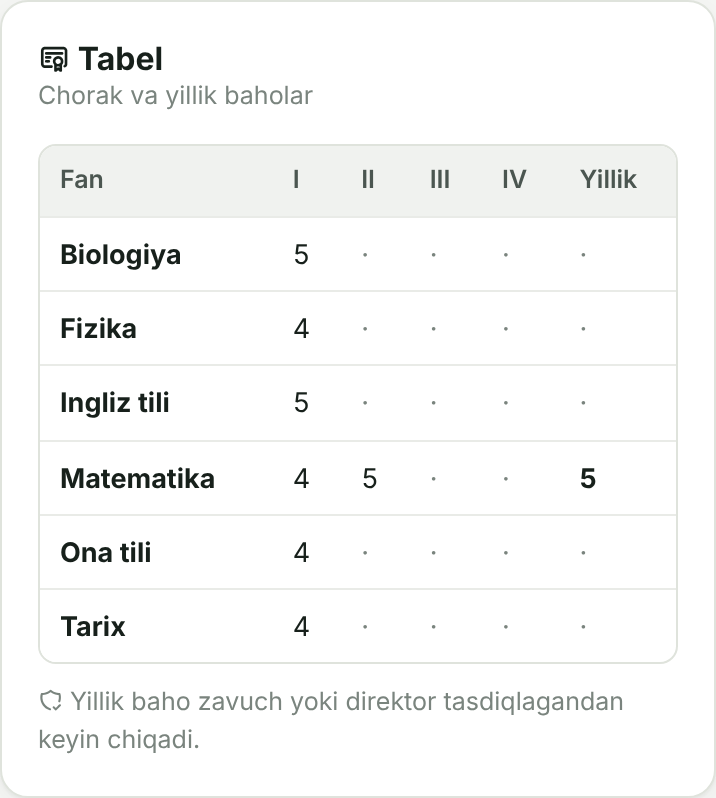 Tabel
Chorak va yillik baholar
Fan I II III IV Yillik
Biologiya 5 · · · ·
Fizika 4 · · · ·
Ingliz tili 5 · · · ·
Matematika 4 5 · · 5
Ona tili 4 · · · ·
Tarix 4 · · · ·
Yillik baho zavuch yoki direktor tasdiqlagandan
keyin chiqadi.